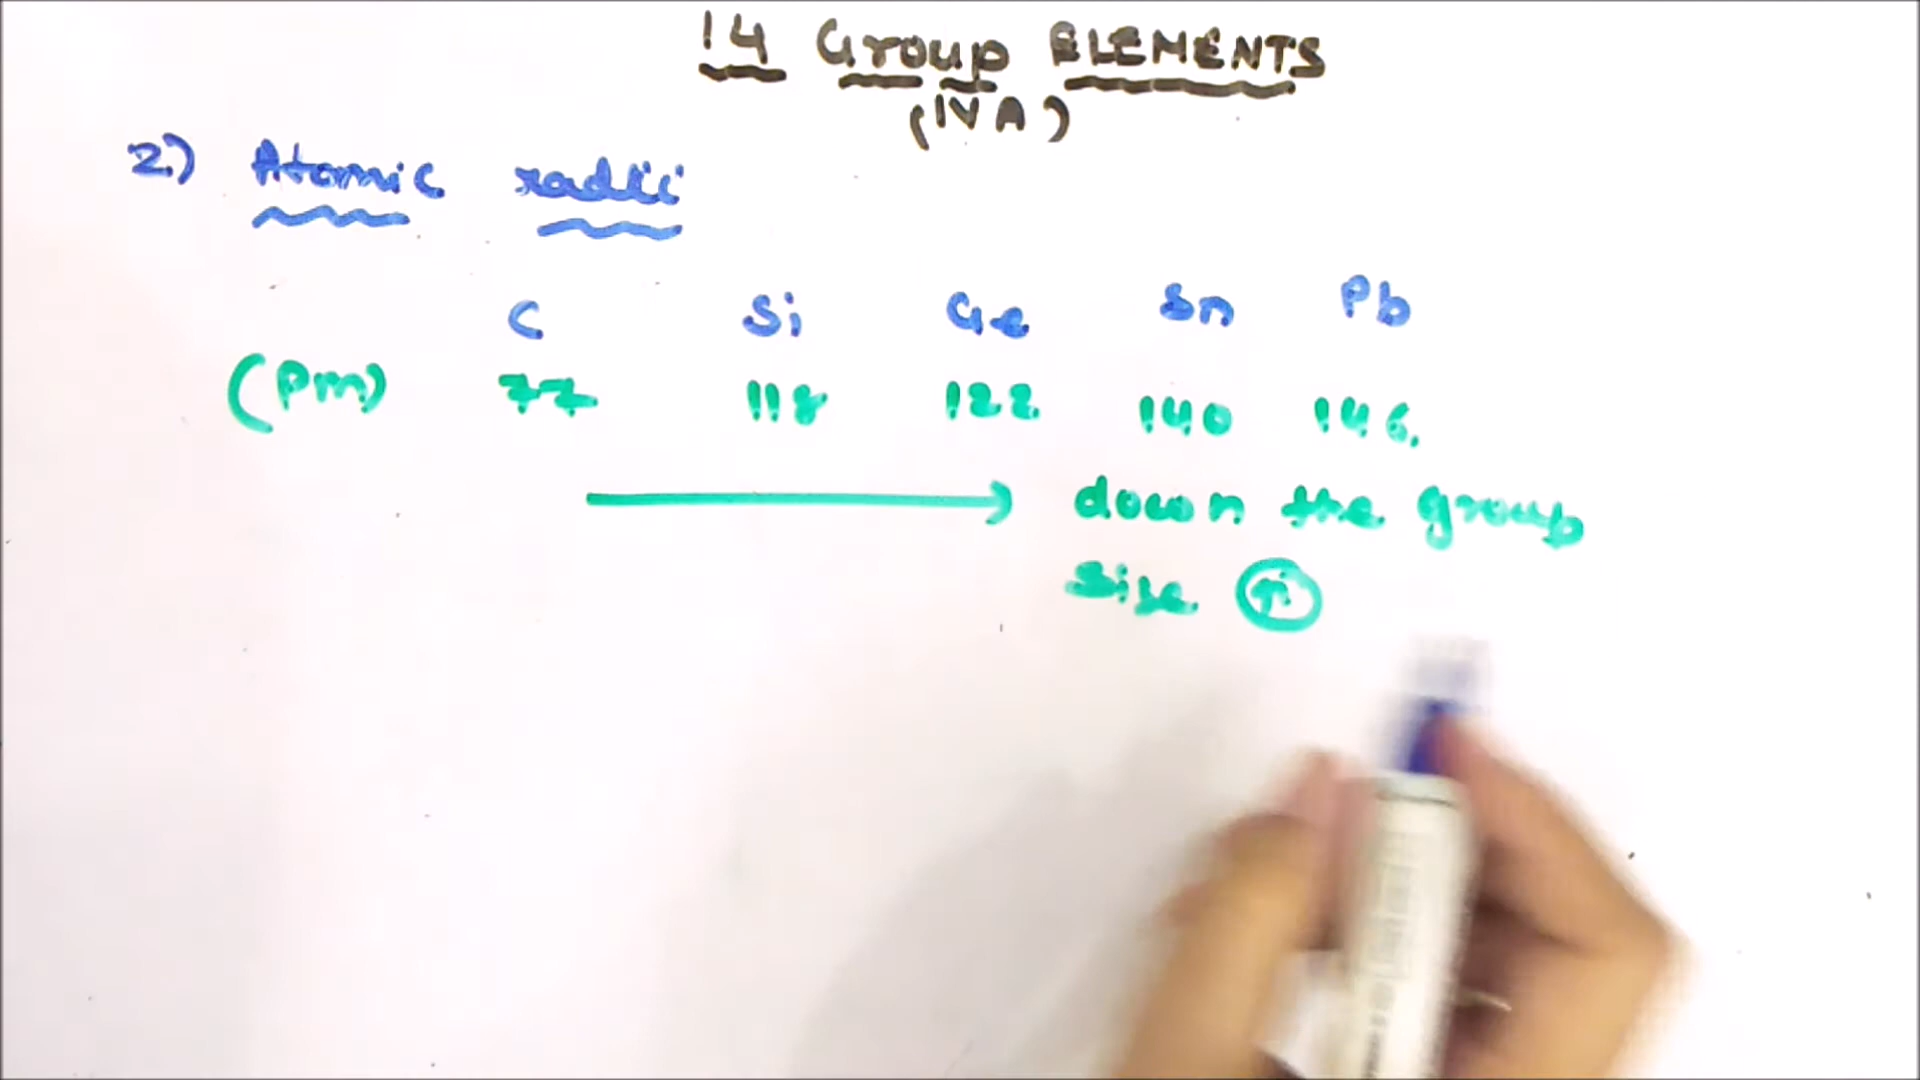 14 Group ELEMENTS
(IVA)
2) Atomic radii
C Si Ge Sn Pb
(Pm) 77 118 122 140 146.
down the group
Size